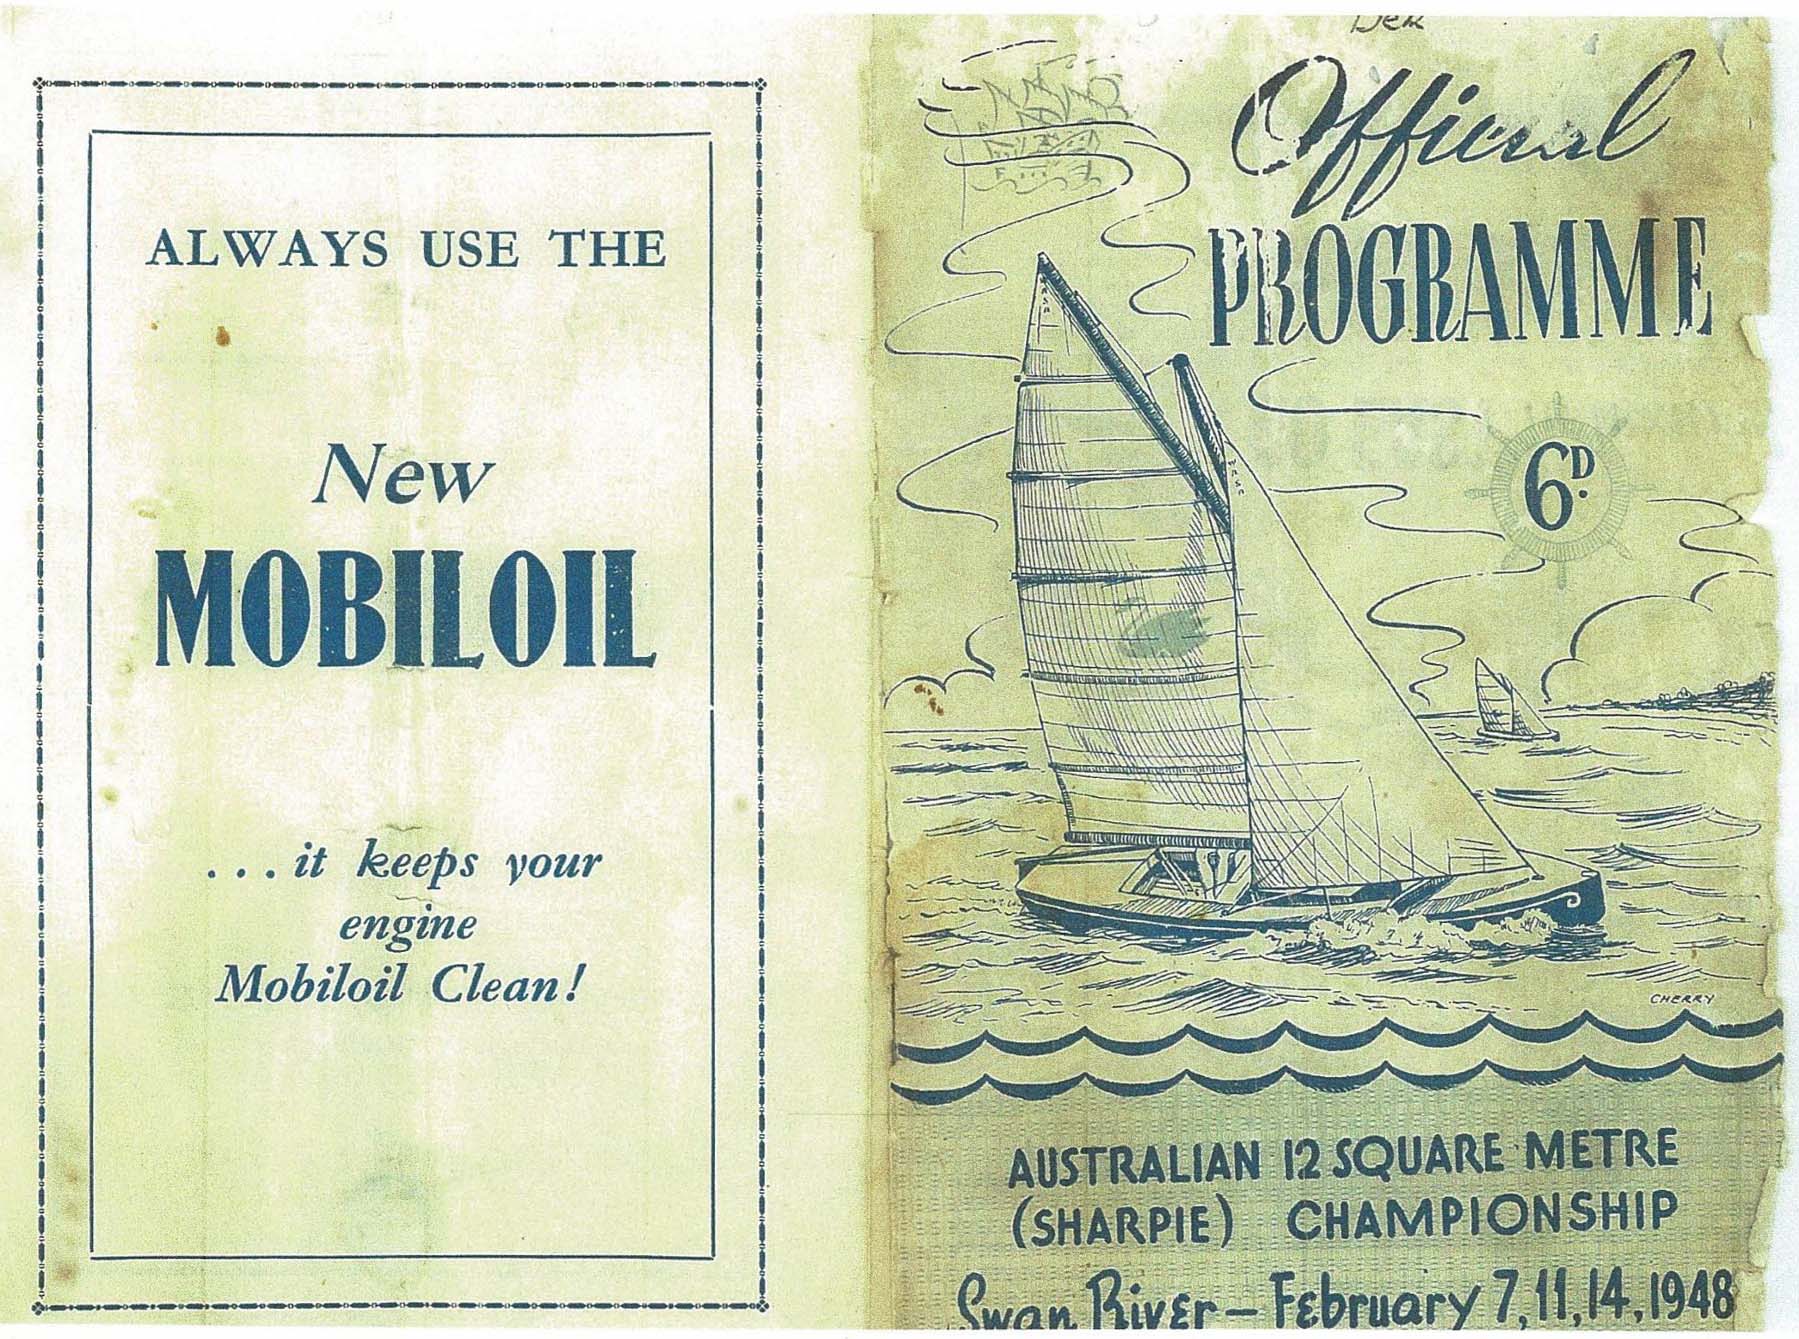 ALWAYS USE THE
New
MOBILOIL
...it keeps your
engine
Mobiloil Clean!
Official
PROGRAMME
6D.
CHERRY
AUSTRALIAN 12 SQUARE METRE
(SHARPIE) CHAMPIONSHIP
Swan River - February 7, 11, 14, 1948